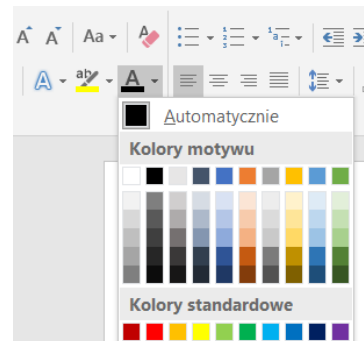 Aa
ab
A
Automatycznie
Kolory motywu
Kolory standardowe